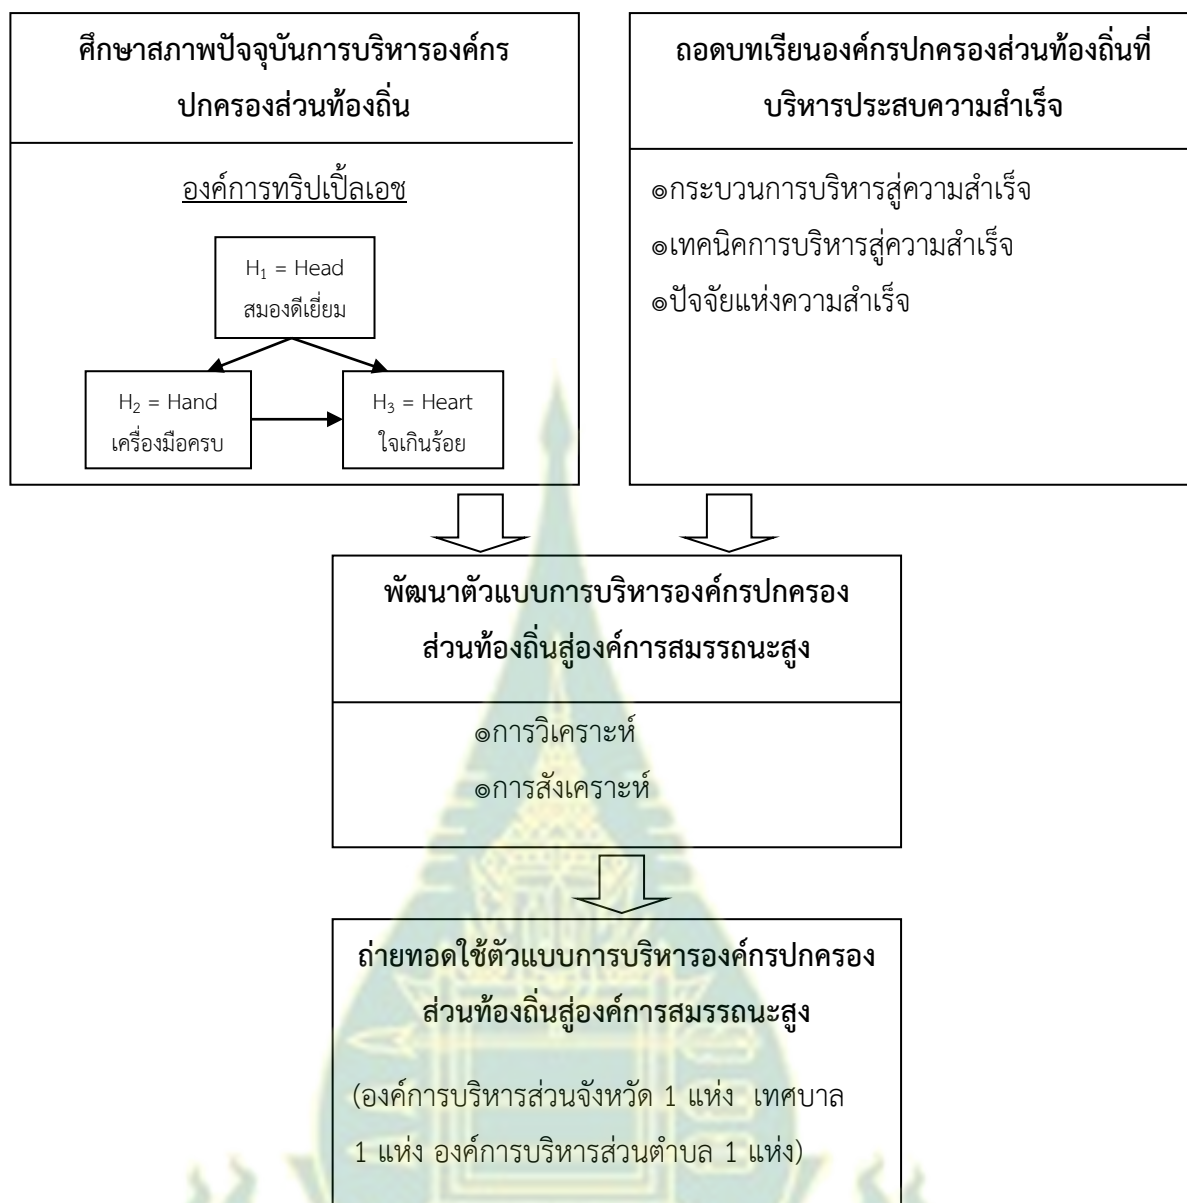 ศึกษาสภาพปัจจุบันการบริหารองค์กร
ปกครองส่วนท้องถิ่น
องค์การทริปเปิ้ลเอช
H₁ = Head
สมองดีเยี่ยม
H₂ = Hand
เครื่องมือครบ
H₃ = Heart
ใจเกินร้อย
ถอดบทเรียนองค์กรปกครองส่วนท้องถิ่นที่
บริหารประสบความสำเร็จ
๏กระบวนการบริหารสู่ความสำเร็จ
๏เทคนิคการบริหารสู่ความสำเร็จ
๏ปัจจัยแห่งความสำเร็จ
พัฒนาตัวแบบการบริหารองค์กรปกครอง
ส่วนท้องถิ่นสู่องค์การสมรรถนะสูง
๏การวิเคราะห์
๏การสังเคราะห์
ถ่ายทอดใช้ตัวแบบการบริหารองค์กรปกครอง
ส่วนท้องถิ่นสู่องค์การสมรรถนะสูง
(องค์การบริหารส่วนจังหวัด 1 แห่ง เทศบาล
1 แห่ง องค์การบริหารส่วนตำบล 1 แห่ง)